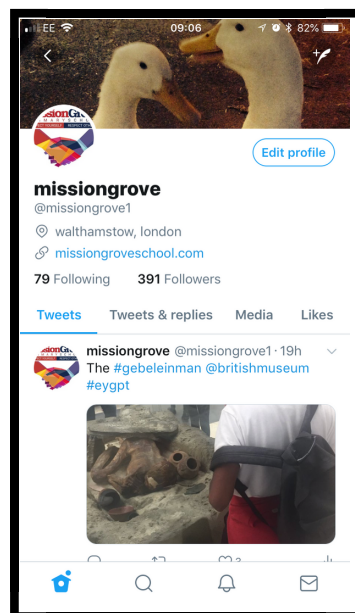 EE 09:06 82%
Edit profile
missiongrove
@missiongrove1
walthamstow, london
missiongroveschool.com
79 Following 391 Followers
Tweets Tweets & replies Media Likes
missiongrove @missiongrove1 · 19h
The #gebeleinman @britishmuseum
#eygpt